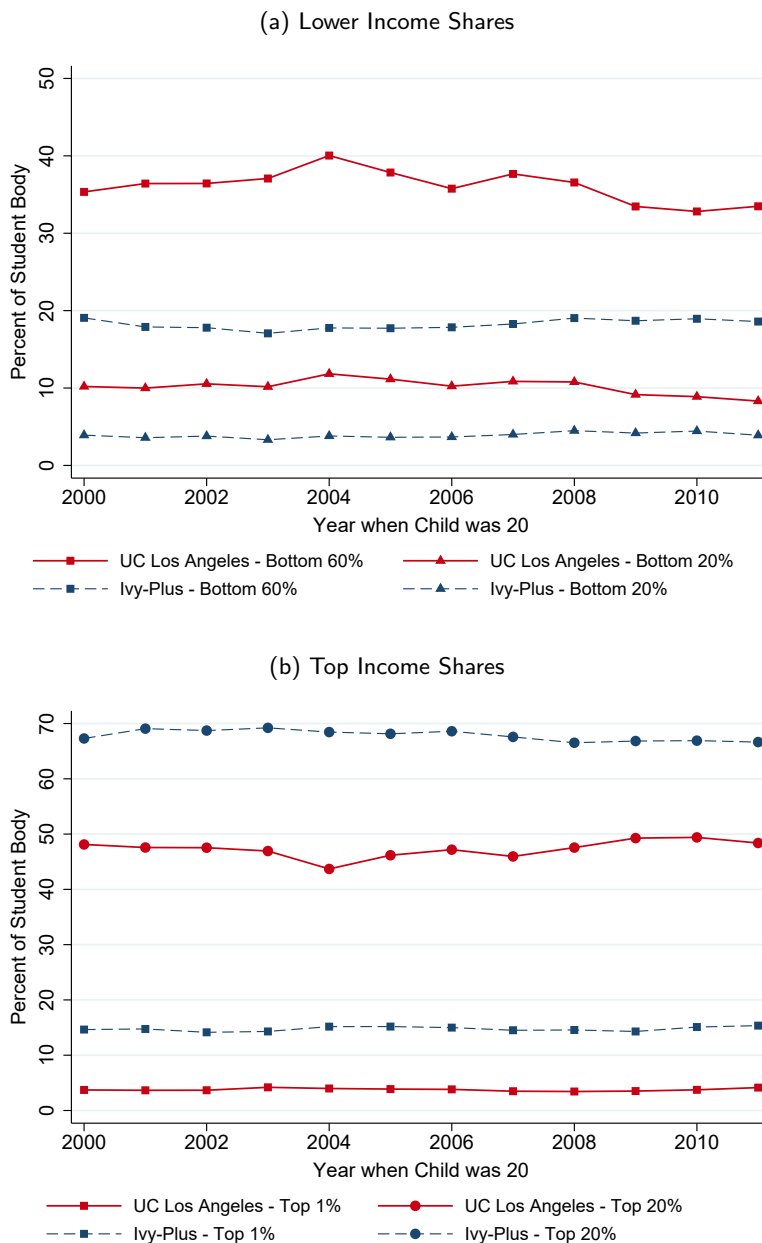 (a) Lower Income Shares
50
40
30
20
10
0
Percent of Student Body
2000 2002 2004 2006 2008 2010
Year when Child was 20
UC Los Angeles - Bottom 60% UC Los Angeles - Bottom 20%
Ivy-Plus - Bottom 60% Ivy-Plus - Bottom 20%
(b) Top Income Shares
70
60
50
40
30
20
10
0
Percent of Student Body
2000 2002 2004 2006 2008 2010
Year when Child was 20
UC Los Angeles - Top 1% UC Los Angeles - Top 20%
Ivy-Plus - Top 1% Ivy-Plus - Top 20%